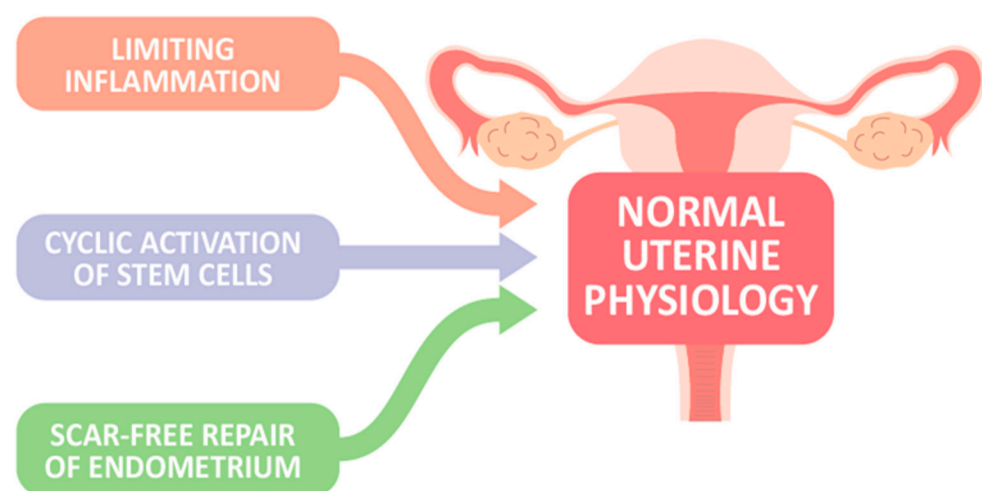 LIMITING
INFLAMMATION
CYCLIC ACTIVATION
OF STEM CELLS
SCAR-FREE REPAIR
OF ENDOMETRIUM
NORMAL
UTERINE
PHYSIOLOGY